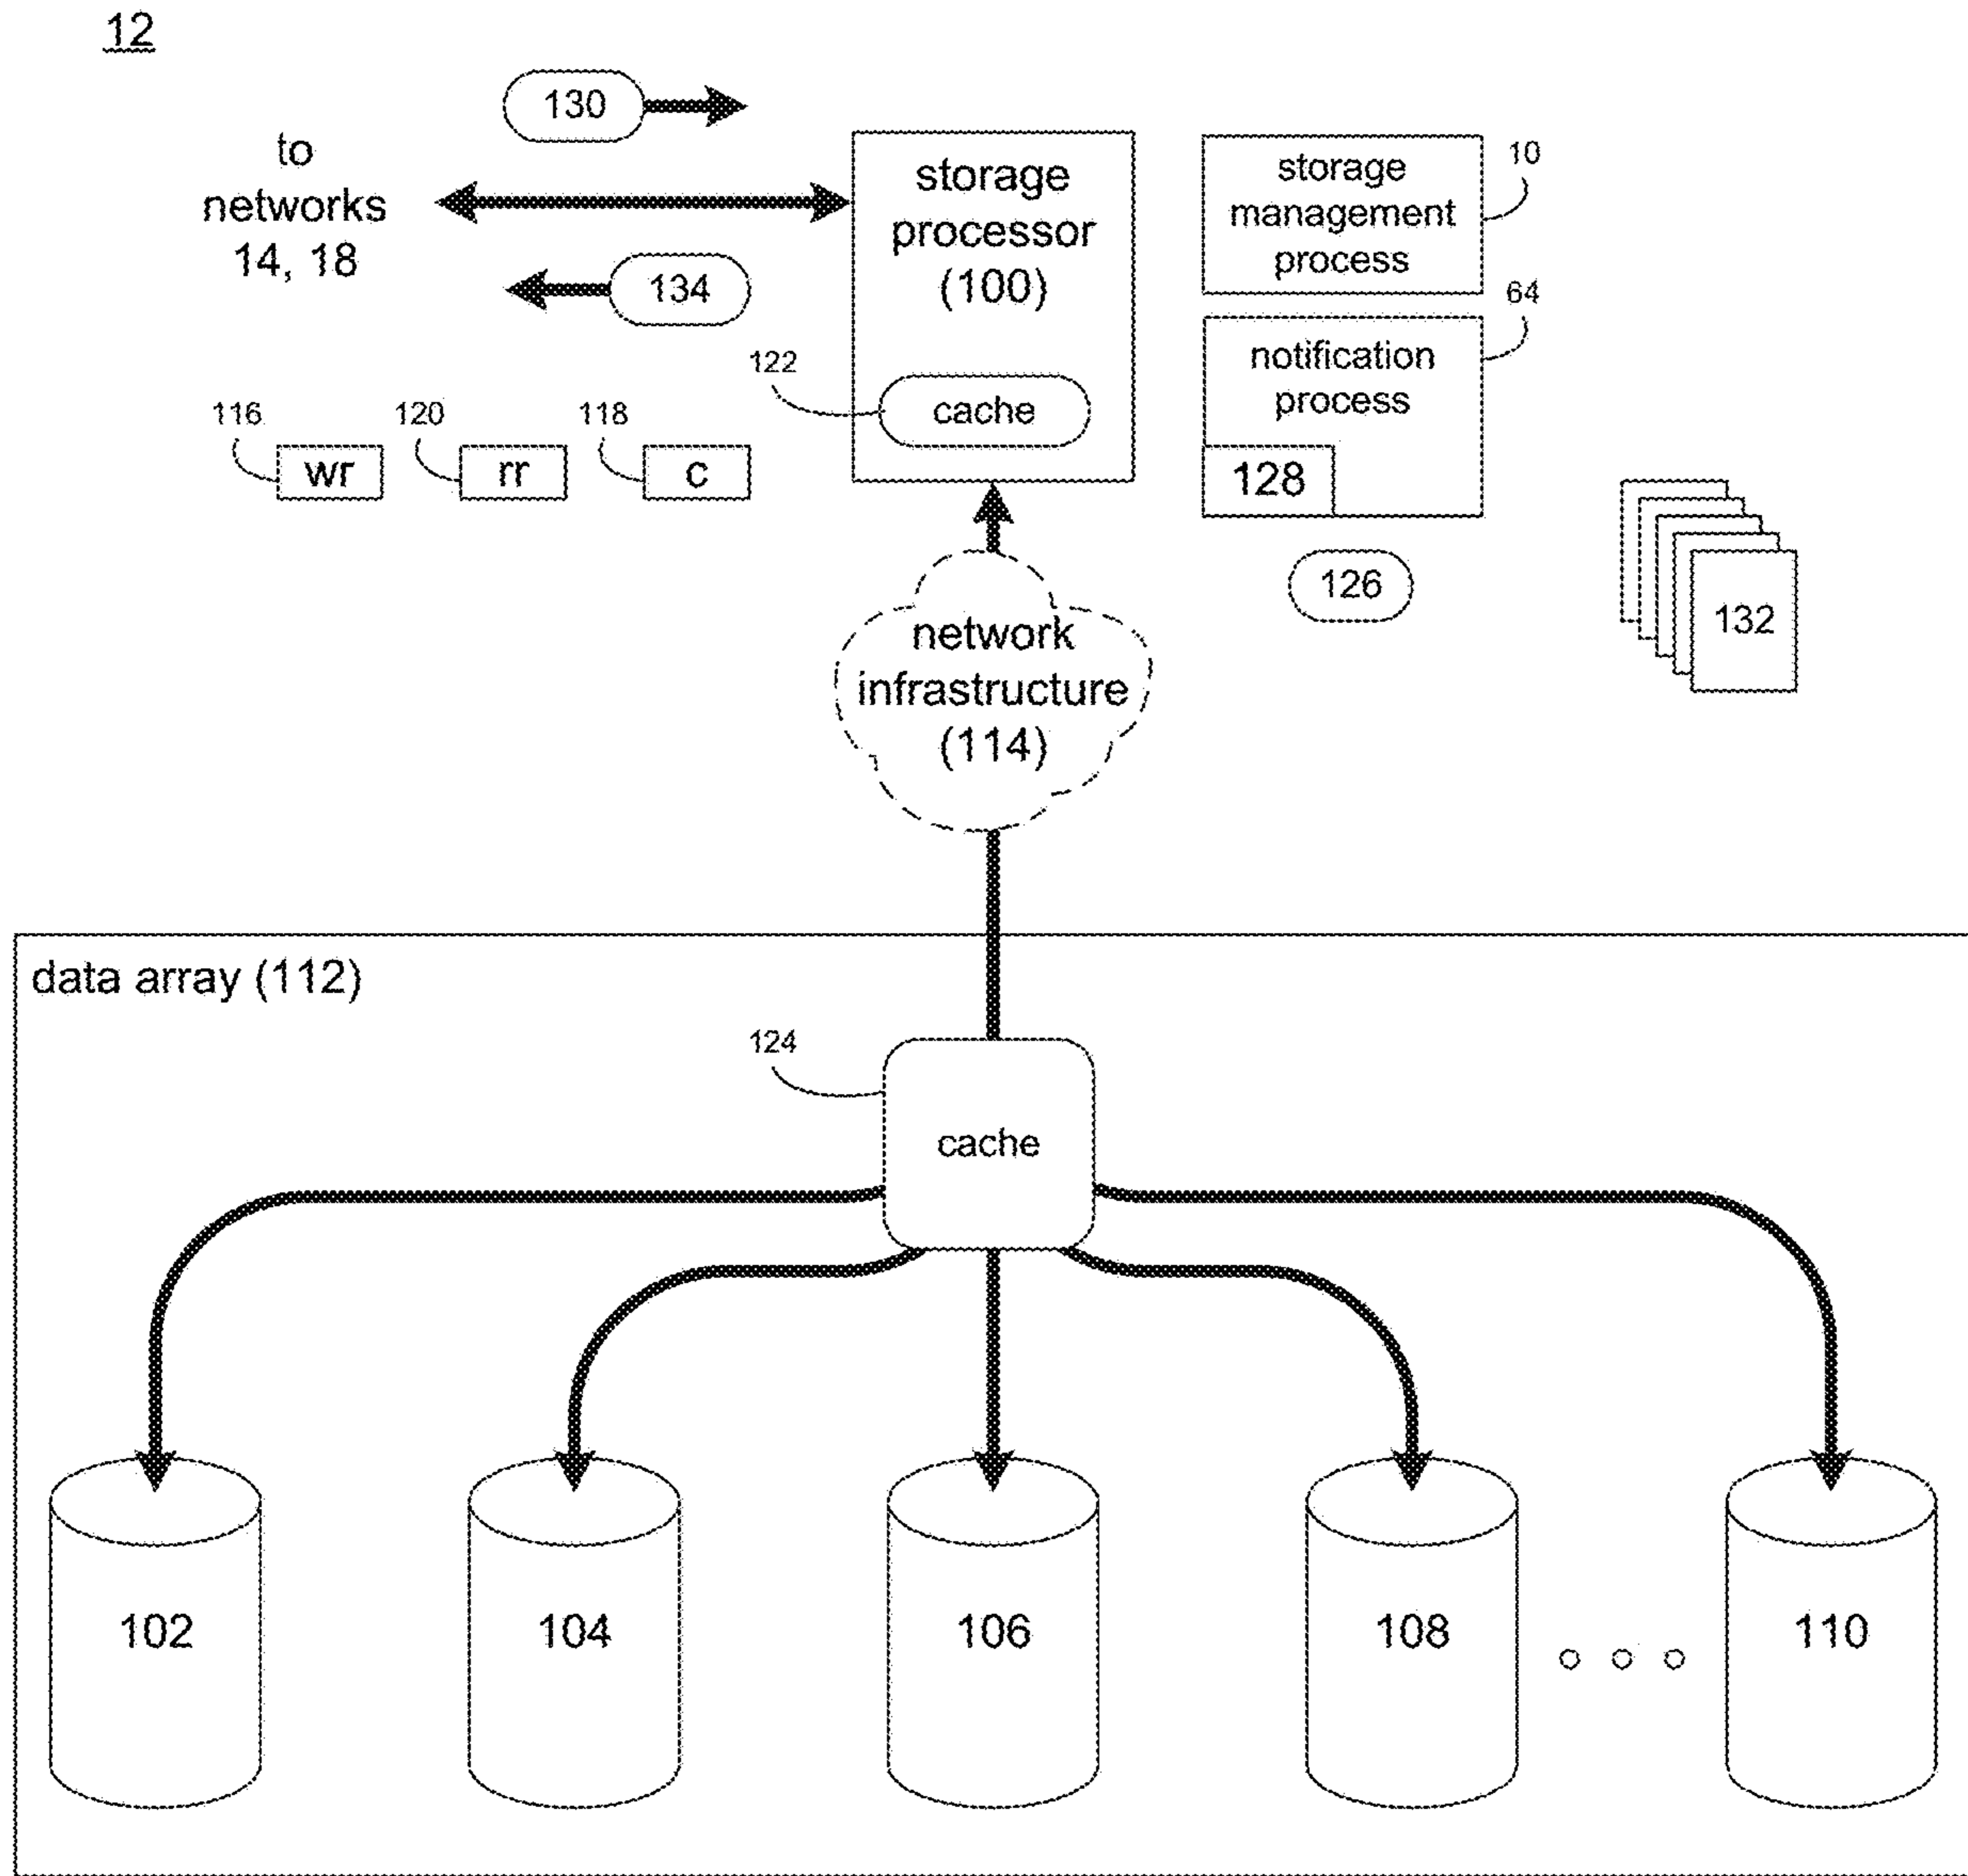 12
130
to
networks
14, 18
134
storage
processor
(100)
122
cache
storage
management
process
10
64
notification
process
128
126
132
116
wr
120
rr
118
c
network
infrastructure
(114)
data array (112)
124
cache
102
104
106
108
110